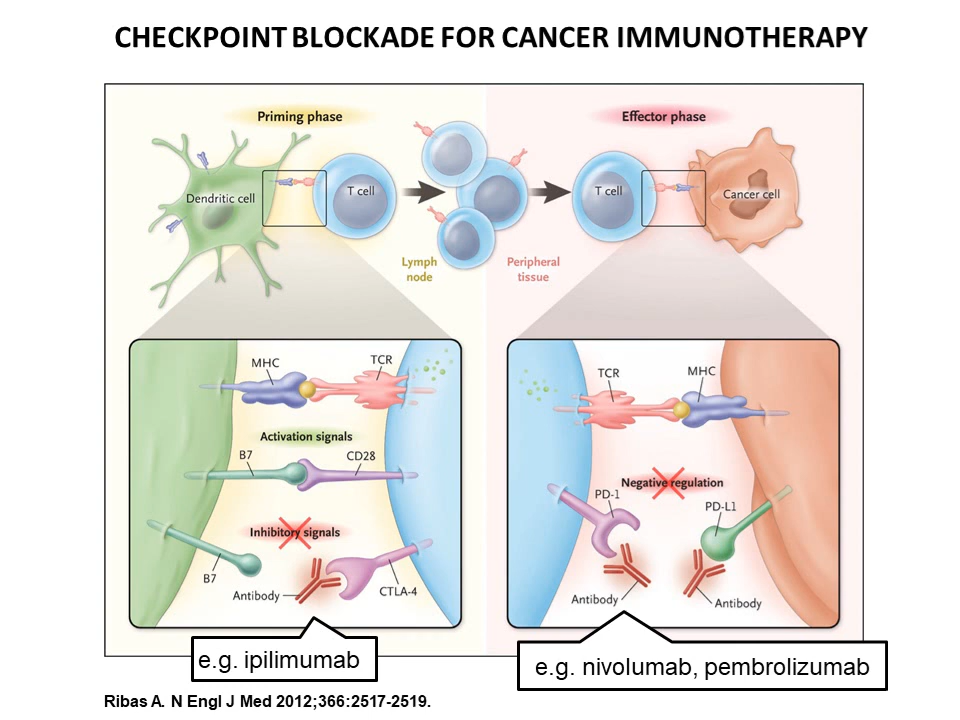 CHECKPOINT BLOCKADE FOR CANCER IMMUNOTHERAPY
Priming phase
Effector phase
Dendritic cell
T cell
T cell
Cancer cell
Lymph
node
Peripheral
tissue
MHC
TCR
Activation signals
B7
CD28
Inhibitory signals
B7
Antibody
CTLA-4
TCR
MHC
Negative regulation
PD-1
PD-L1
Antibody
Antibody
e.g. ipilimumab
e.g. nivolumab, pembrolizumab
Ribas A. N Engl J Med 2012;366:2517-2519.